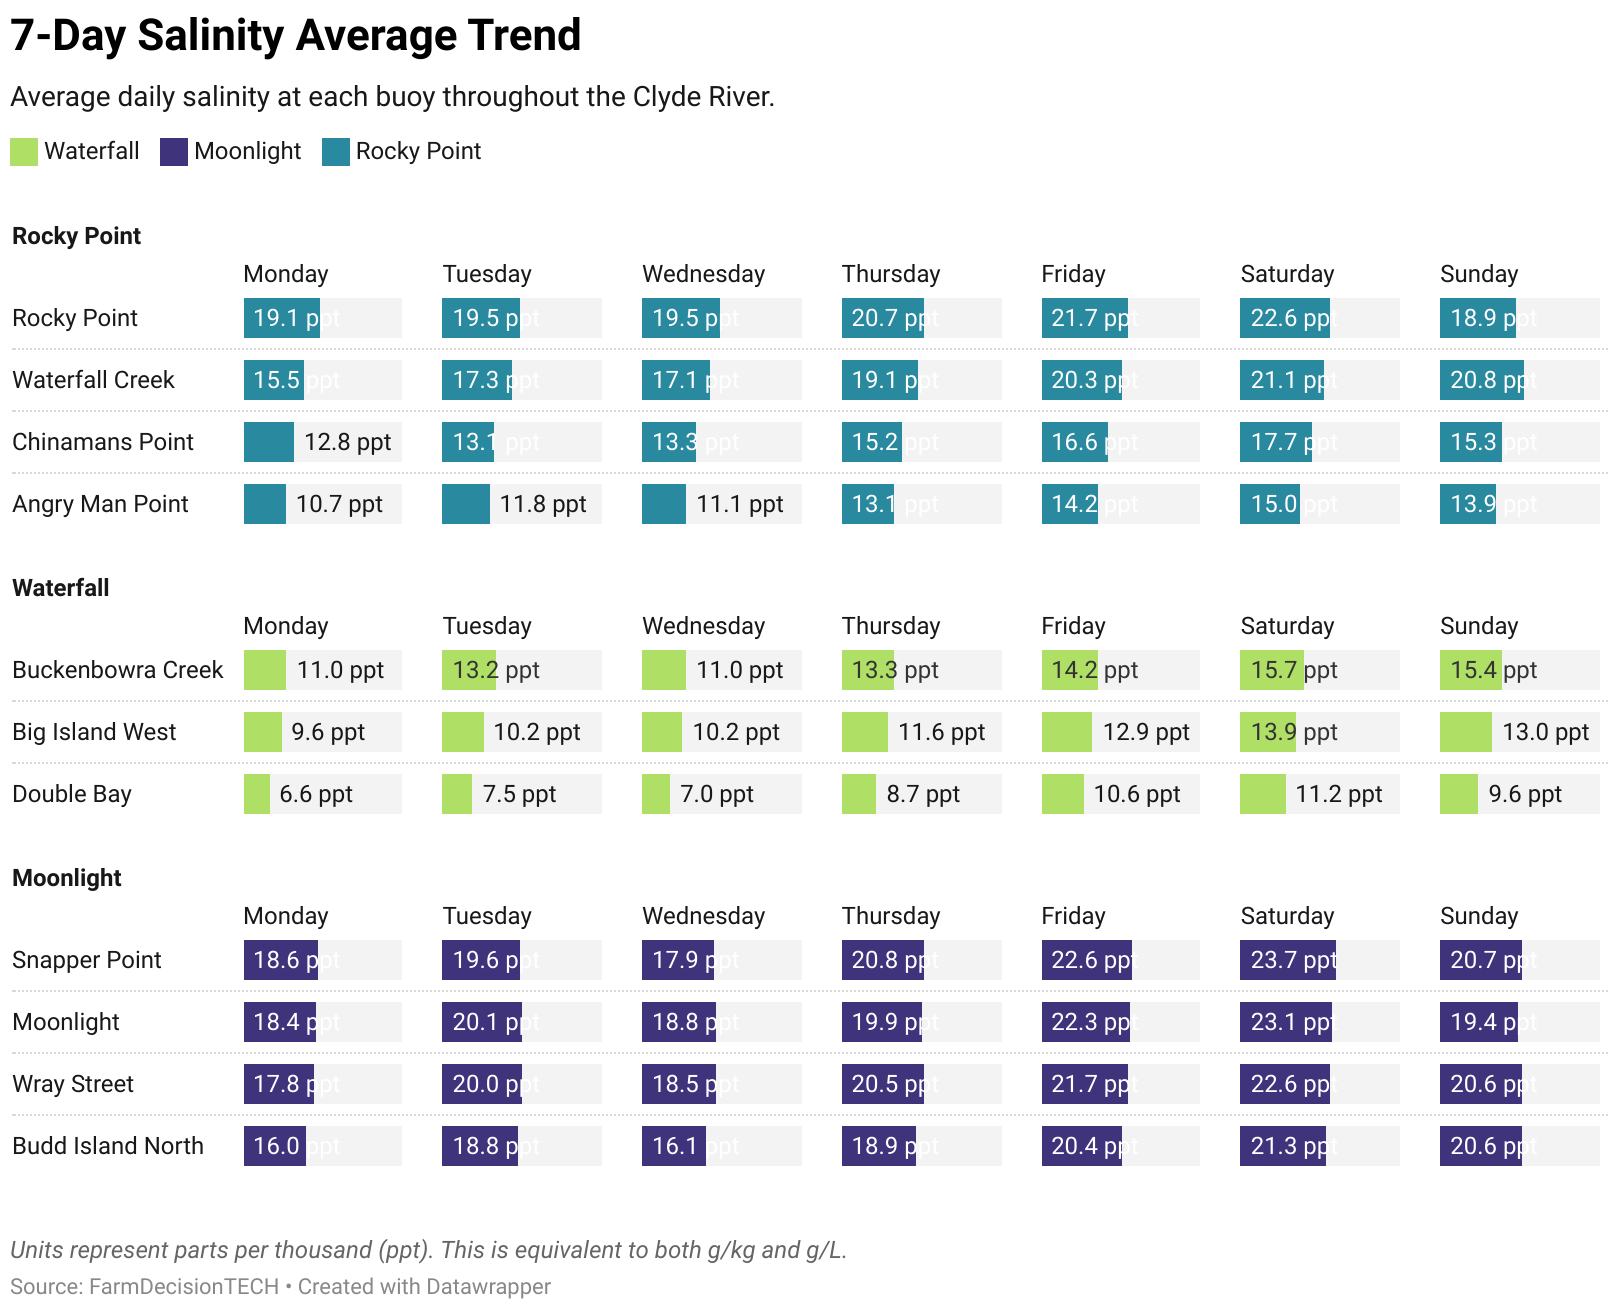 7-Day Salinity Average Trend
Average daily salinity at each buoy throughout the Clyde River.
Waterfall Moonlight Rocky Point
Rocky Point
Monday Tuesday Wednesday Thursday Friday Saturday Sunday
Rocky Point 19.1 ppt 19.5 ppt 19.5 ppt 20.7 ppt 21.7 ppt 22.6 ppt 18.9 ppt
Waterfall Creek 15.5 ppt 17.3 ppt 17.1 ppt 19.1 ppt 20.3 ppt 21.1 ppt 20.8 ppt
Chinamans Point 12.8 ppt 13.1 ppt 13.3 ppt 15.2 ppt 16.6 ppt 17.7 ppt 15.3 ppt
Angry Man Point 10.7 ppt 11.8 ppt 11.1 ppt 13.1 ppt 14.2 ppt 15.0 ppt 13.9 ppt
Waterfall
Monday Tuesday Wednesday Thursday Friday Saturday Sunday
Buckenbowra Creek 11.0 ppt 13.2 ppt 11.0 ppt 13.3 ppt 14.2 ppt 15.7 ppt 15.4 ppt
Big Island West 9.6 ppt 10.2 ppt 10.2 ppt 11.6 ppt 12.9 ppt 13.9 ppt 13.0 ppt
Double Bay 6.6 ppt 7.5 ppt 7.0 ppt 8.7 ppt 10.6 ppt 11.2 ppt 9.6 ppt
Moonlight
Monday Tuesday Wednesday Thursday Friday Saturday Sunday
Snapper Point 18.6 ppt 19.6 ppt 17.9 ppt 20.8 ppt 22.6 ppt 23.7 ppt 20.7 ppt
Moonlight 18.4 ppt 20.1 ppt 18.8 ppt 19.9 ppt 22.3 ppt 23.1 ppt 19.4 ppt
Wray Street 17.8 ppt 20.0 ppt 18.5 ppt 20.5 ppt 21.7 ppt 22.6 ppt 20.6 ppt
Budd Island North 16.0 ppt 18.8 ppt 16.1 ppt 18.9 ppt 20.4 ppt 21.3 ppt 20.6 ppt
Units represent parts per thousand (ppt). This is equivalent to both g/kg and g/L.
Source: FarmDecisionTECH • Created with Datawrapper